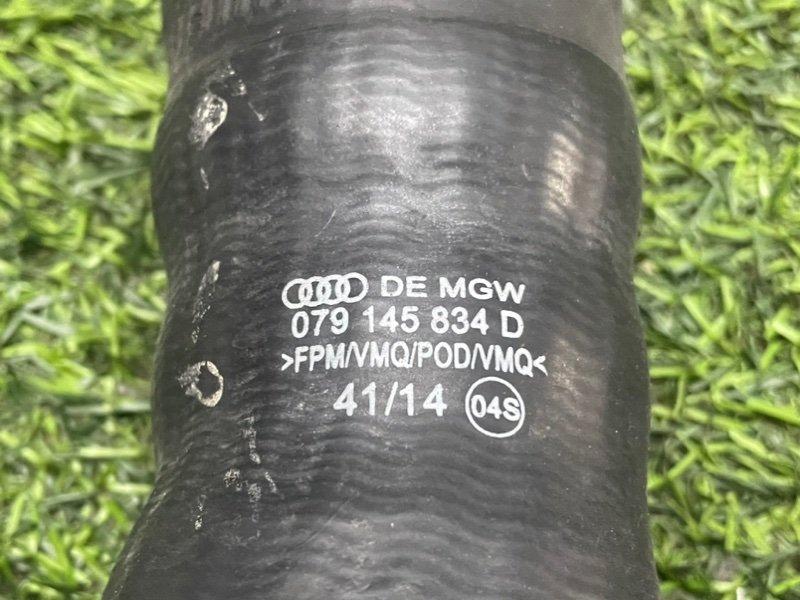 DE MGW
079 145 834 D
>FPM/VMQ/POD/VMQ<
41/14 04S